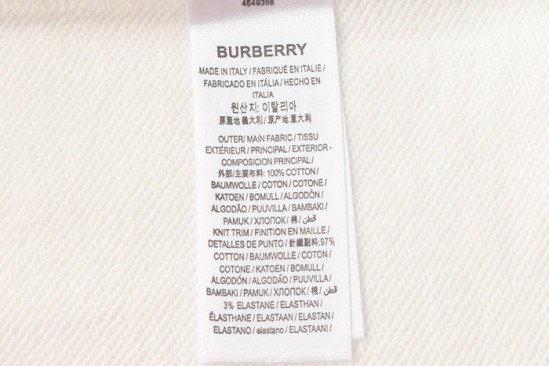 4549366
BURBERRY
MADE IN ITALY / FABRIQUÉ EN ITALIE /
FABRICADO EN ITÁLIA / HECHO EN
ITALIA
원산지: 이탈리아
原產地 義大利 / 原产地 意大利
OUTER/ MAIN FABRIC / TISSU
EXTÉRIEUR / PRINCIPAL / EXTERIOR -
COMPOSICIÓN PRINCIPAL /
外部/主要布料: 100% COTTON /
BAUMWOLLE / COTON / COTONE /
KATOEN / BOMULL / ALGODÓN /
ALGODÃO / PUUVILLA / BAMBAKI /
PAMUK / ХЛОПОК / 棉 / قطن /
KNIT TRIM / FINITION EN MAILLE /
DETALLES DE PUNTO / 針織副料: 97%
COTTON / BAUMWOLLE / COTON /
COTONE / KATOEN / BOMULL /
ALGODÓN / ALGODÃO / PUUVILLA /
BAMBAKI / PAMUK / ХЛОПОК / 棉 / قطن /
3% ELASTANE / ELASTHAN /
ÉLASTHANE / ELASTAAN / ELASTAN /
ELASTANO / elastano / ELASTAANI /